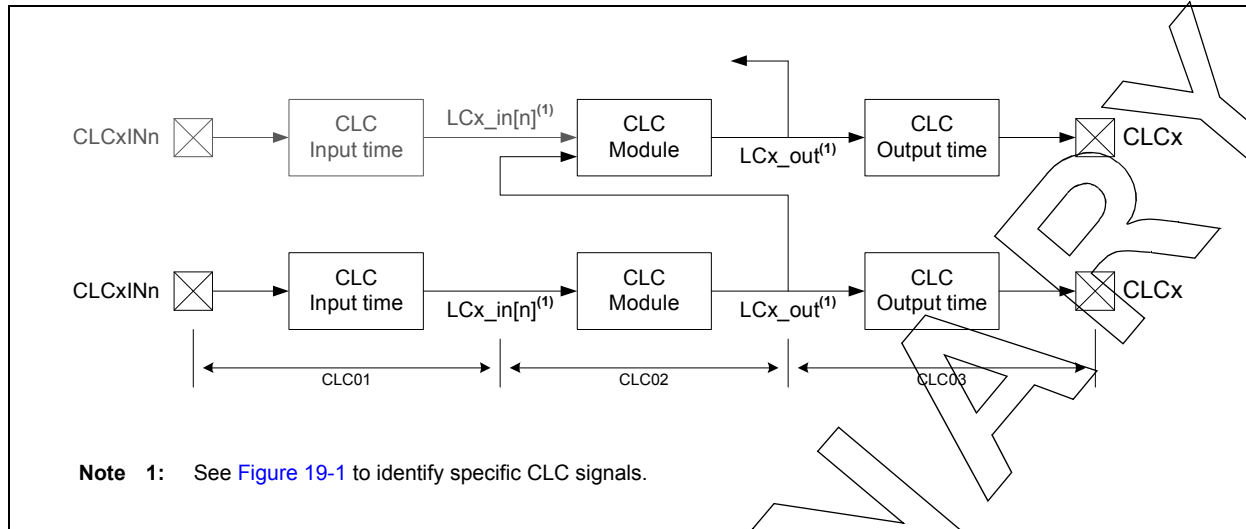 CLCxINn
CLC
Input time
LCx_in[n](1)
CLC
Module
LCx_out(1)
CLC
Output time
CLCx
CLCxINn
CLC
Input time
LCx_in[n](1)
CLC
Module
LCx_out(1)
CLC
Output time
CLCx
CLC01
CLC02
CLC03
Note 1: See Figure 19-1 to identify specific CLC signals.